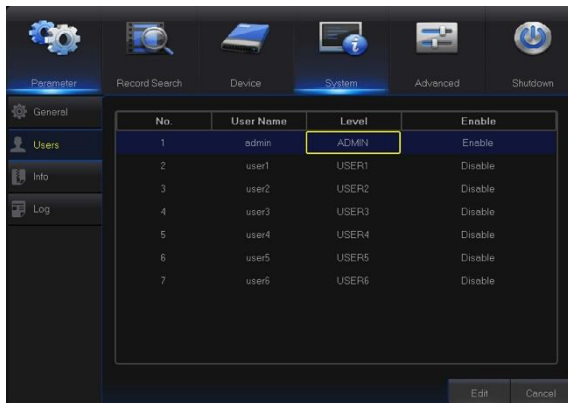 Parameter Record Search Device System Advanced Shutdown
General
Users
Info
Log
No. User Name Level Enable
1 admin ADMIN Enable
2 user1 USER1 Disable
3 user2 USER2 Disable
4 user3 USER3 Disable
5 user4 USER4 Disable
6 user5 USER5 Disable
7 user6 USER6 Disable
Edit Cancel